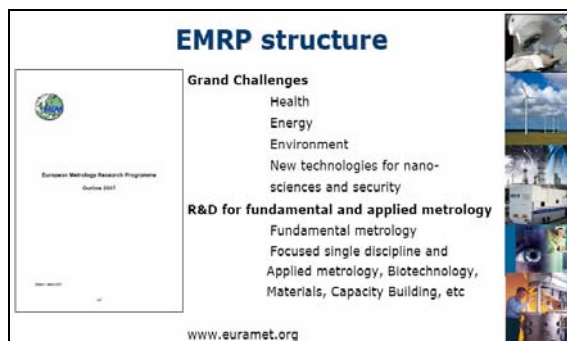 EMRP structure
European Metrology Research Programme
Outline 2007
Grand Challenges
Health
Energy
Environment
New technologies for nano-
sciences and security
R&D for fundamental and applied metrology
Fundamental metrology
Focused single discipline and
Applied metrology, Biotechnology,
Materials, Capacity Building, etc
www.euramet.org